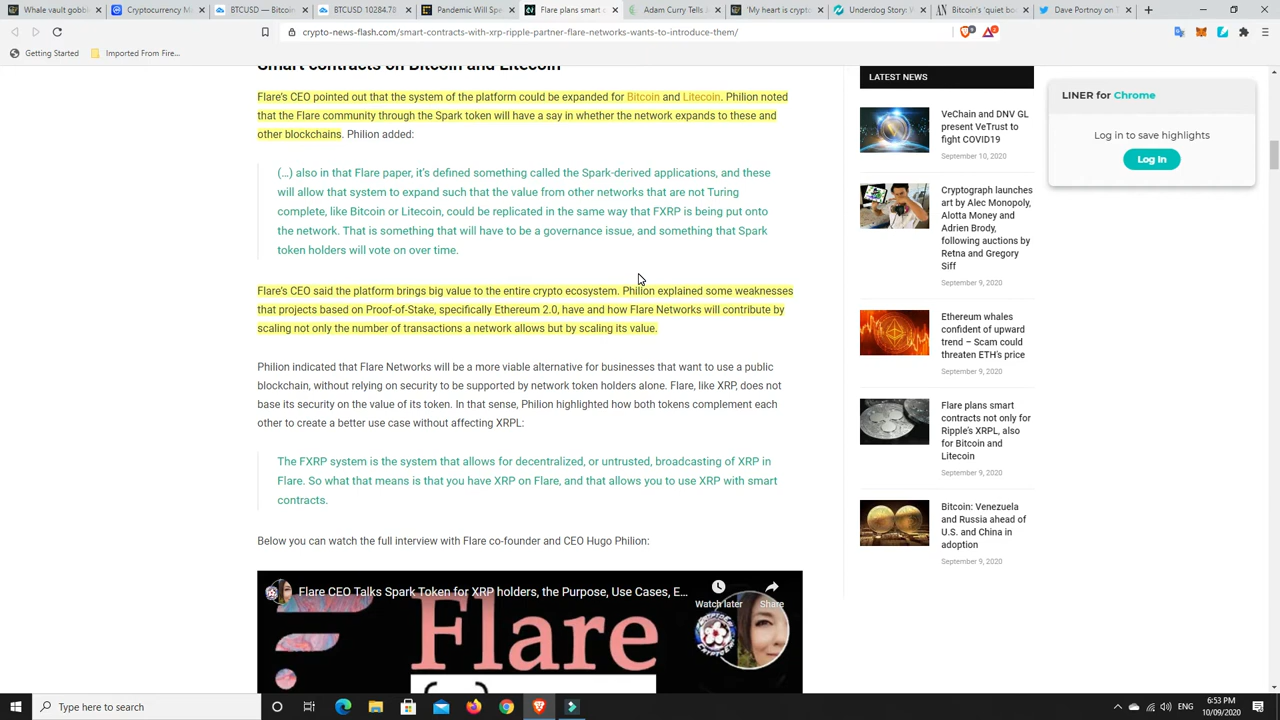 Whale vault gobbl
Cryptocurrency M
BTCUSD
BTCUSD 10284.78
Pantera's worst we
Flare plans smart c
Adam Curry Tells
'My heart is crypto
Underdog Story: V
Bitcoin's 'quiet bo
Dave Portnoy on T
crypto-news-flash.com/smart-contracts-with-xrp-ripple-partner-flare-networks-wants-to-introduce-them/
Getting Started
Imported From Fire...
Smart contracts on Bitcoin and Litecoin
Flare's CEO pointed out that the system of the platform could be expanded for Bitcoin and Litecoin. Philion noted
that the Flare community through the Spark token will have a say in whether the network expands to these and
other blockchains. Philion added:
(…) also in that Flare paper, it's defined something called the Spark-derived applications, and these
will allow that system to expand such that the value from other networks that are not Turing
complete, like Bitcoin or Litecoin, could be replicated in the same way that FXRP is being put onto
the network. That is something that will have to be a governance issue, and something that Spark
token holders will vote on over time.
Flare's CEO said the platform brings big value to the entire crypto ecosystem. Philion explained some weaknesses
that projects based on Proof-of-Stake, specifically Ethereum 2.0, have and how Flare Networks will contribute by
scaling not only the number of transactions a network allows but by scaling its value.
Philion indicated that Flare Networks will be a more viable alternative for businesses that want to use a public
blockchain, without relying on security to be supported by network token holders alone. Flare, like XRP, does not
base its security on the value of its token. In that sense, Philion highlighted how both tokens complement each
other to create a better use case without affecting XRPL:
The FXRP system is the system that allows for decentralized, or untrusted, broadcasting of XRP in
Flare. So what that means is that you have XRP on Flare, and that allows you to use XRP with smart
contracts.
Below you can watch the full interview with Flare co-founder and CEO Hugo Philion:
Flare CEO Talks Spark Token for XRP holders, the Purpose, Use Cases, E...
Watch later
Share
Flare
LATEST NEWS
VeChain and DNV GL
present VeTrust to
fight COVID19
September 10, 2020
Cryptograph launches
art by Alec Monopoly,
Alotta Money and
Adrien Brody,
following auctions by
Retna and Gregory
Siff
September 9, 2020
Ethereum whales
confident of upward
trend – Scam could
threaten ETH's price
September 9, 2020
Flare plans smart
contracts not only for
Ripple's XRPL, also
for Bitcoin and
Litecoin
September 9, 2020
Bitcoin: Venezuela
and Russia ahead of
U.S. and China in
adoption
September 9, 2020
LINER for Chrome
Log in to save highlights
Log In
Type here to search
ENG
6:53 PM
10/09/2020